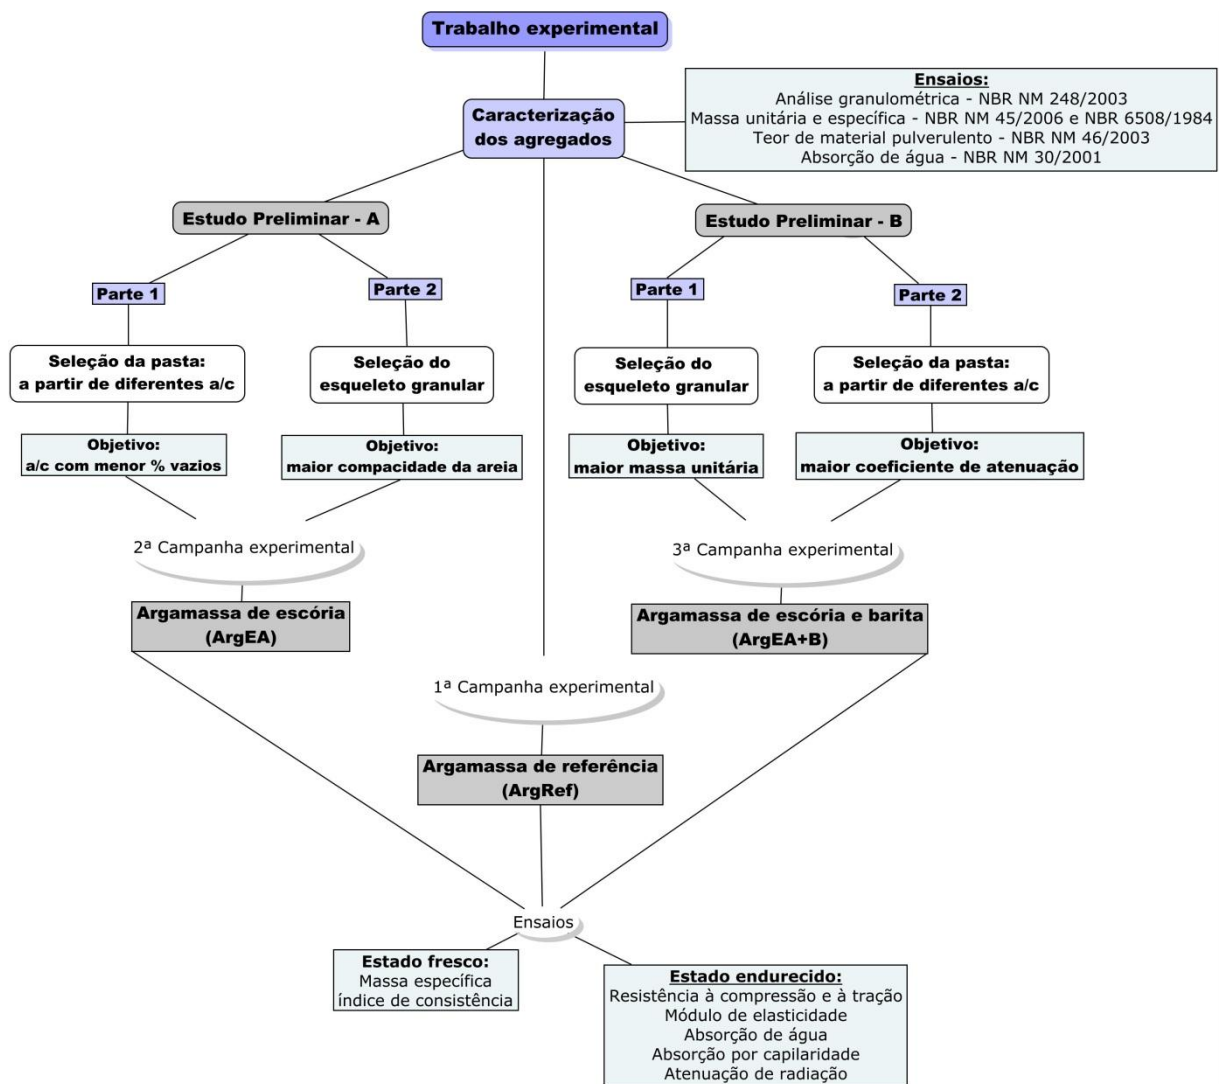 Trabalho experimental
Caracterização
dos agregados
Ensaios:
Análise granulométrica - NBR NM 248/2003
Massa unitária e específica - NBR NM 45/2006 e NBR 6508/1984
Teor de material pulverulento - NBR NM 46/2003
Absorção de água - NBR NM 30/2001
Estudo Preliminar - A
Parte 1
Seleção da pasta:
a partir de diferentes a/c
Objetivo:
a/c com menor % vazios
Parte 2
Seleção do
esqueleto granular
Objetivo:
maior compacidade da areia
Estudo Preliminar - B
Parte 1
Seleção do
esqueleto granular
Objetivo:
maior massa unitária
Parte 2
Seleção da pasta:
a partir de diferentes a/c
Objetivo:
maior coeficiente de atenuação
2ª Campanha experimental
Argamassa de escória
(ArgEA)
3ª Campanha experimental
Argamassa de escória e barita
(ArgEA+B)
1ª Campanha experimental
Argamassa de referência
(ArgRef)
Ensaios
Estado fresco:
Massa específica
índice de consistência
Estado endurecido:
Resistência à compressão e à tração
Módulo de elasticidade
Absorção de água
Absorção por capilaridade
Atenuação de radiação